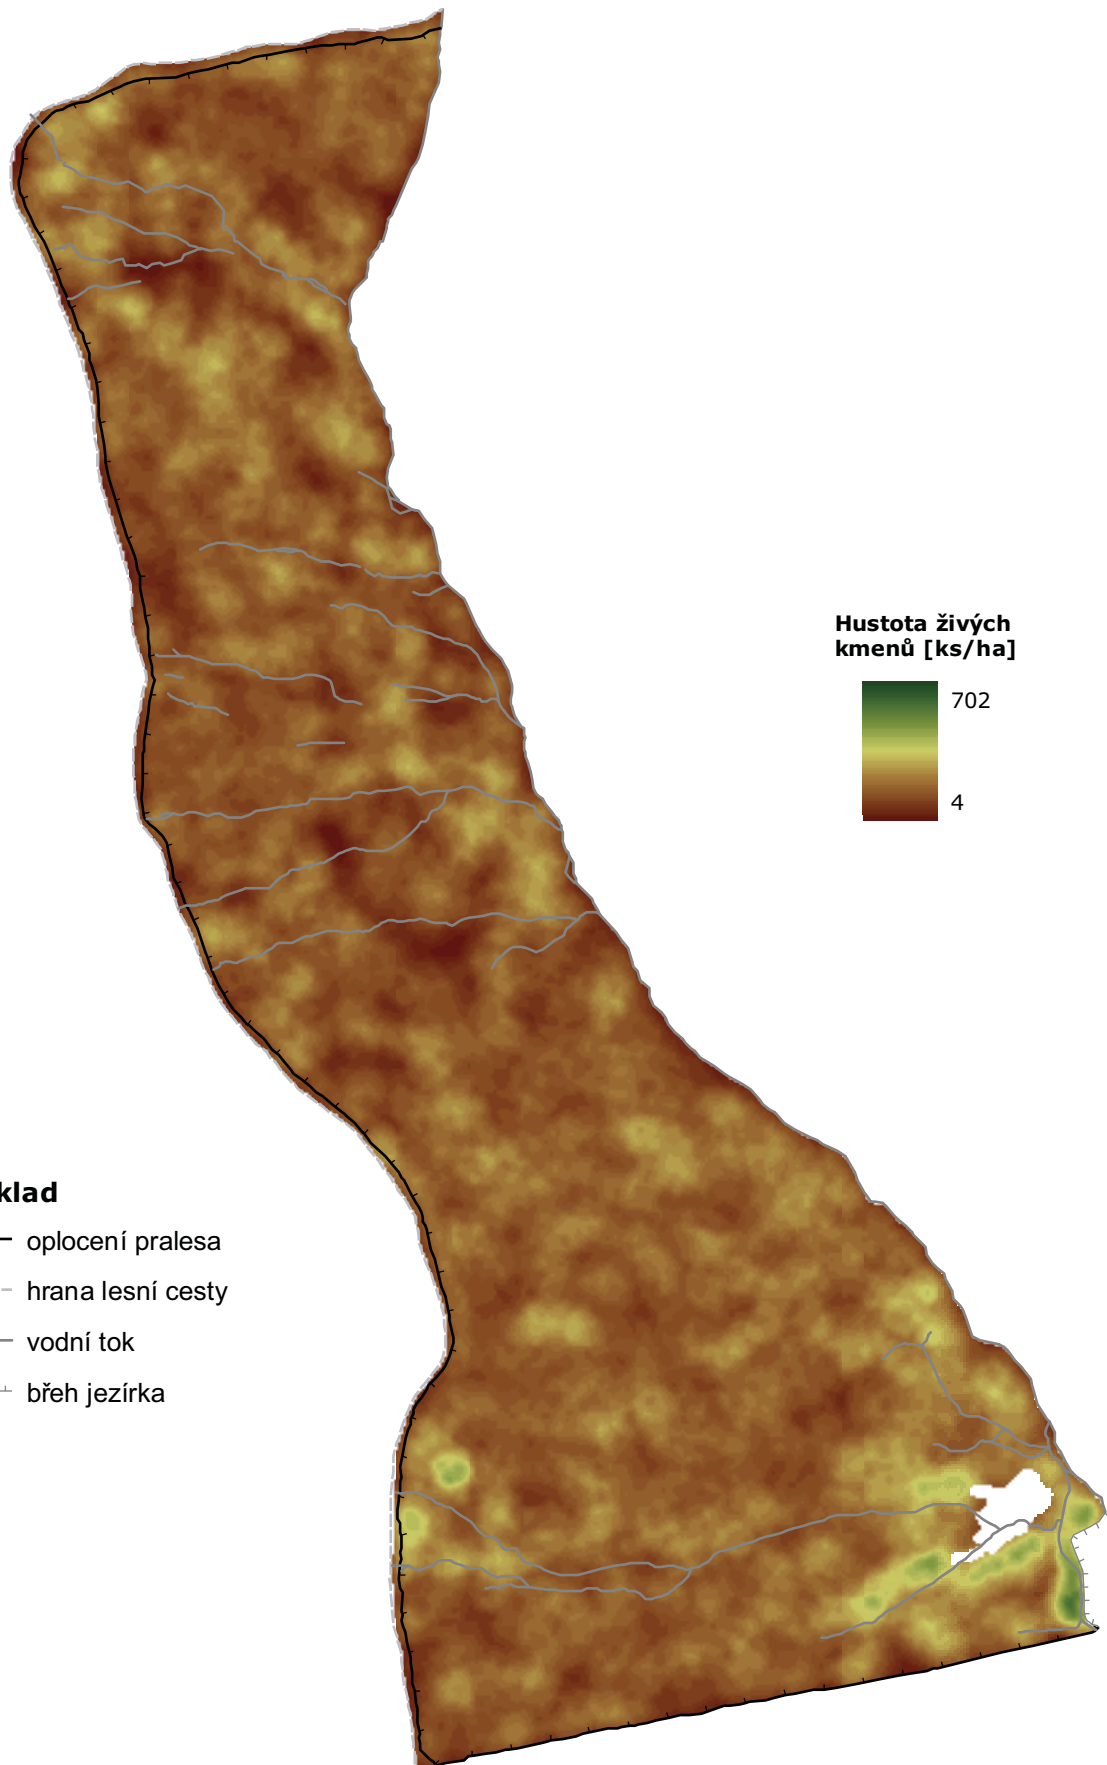 Hustota živých
kmenů [ks/ha]
702
4
klad
oplocení pralesa
hrana lesní cesty
vodní tok
břeh jezírka